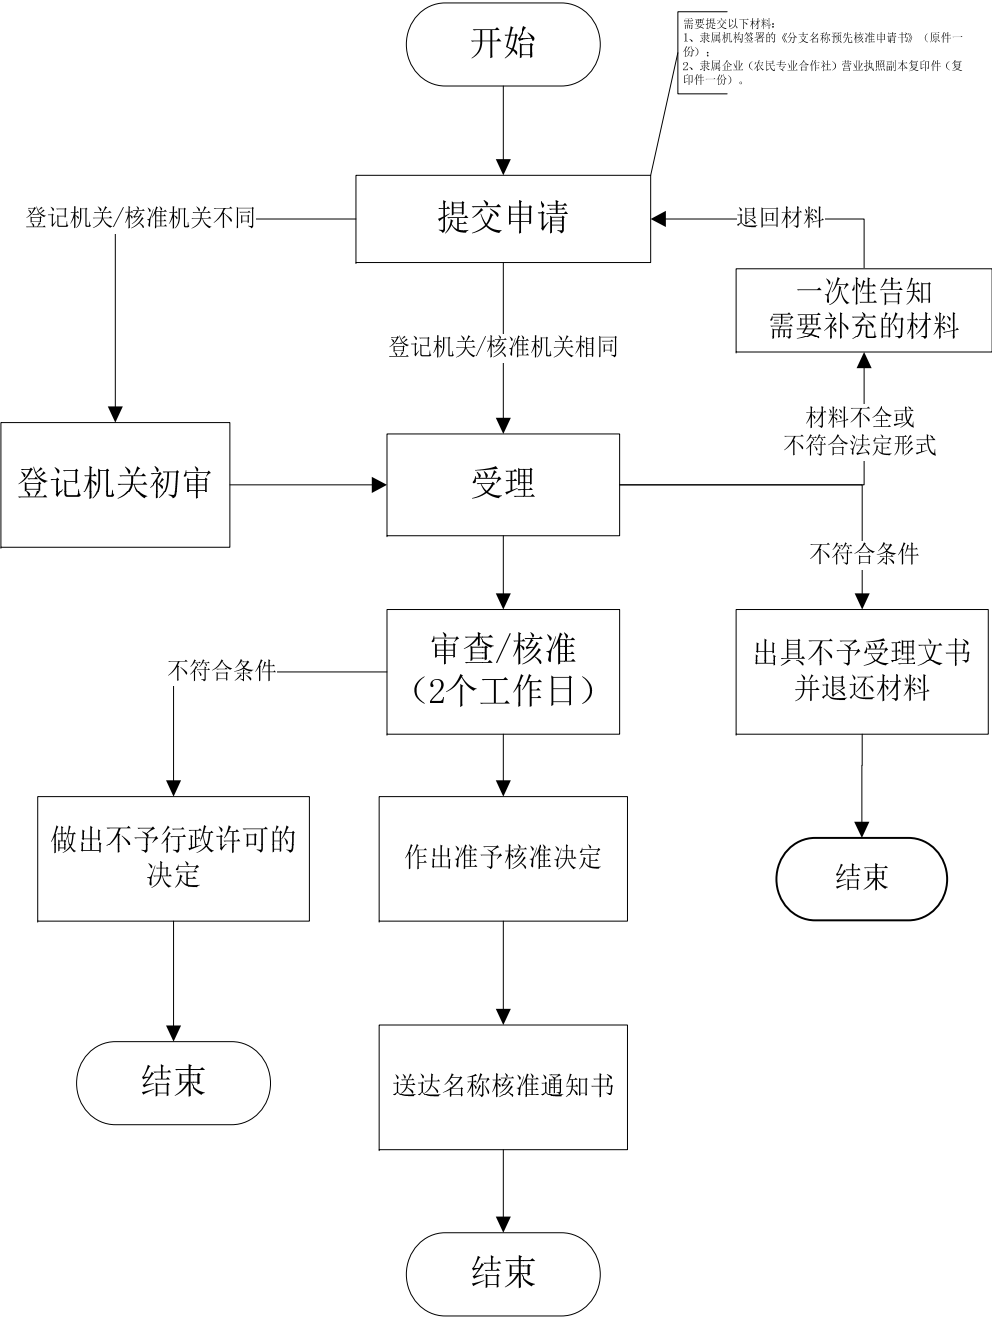 开始
需要提交以下材料：
1、隶属机构签署的《分支名称预先核准申请书》（原件一
份）；
2、隶属企业（农民专业合作社）营业执照副本复印件（复
印件一份）。
登记机关/核准机关不同
提交申请
退回材料
一次性告知
需要补充的材料
登记机关/核准机关相同
材料不全或
不符合法定形式
登记机关初审
受理
不符合条件
审查/核准
（2个工作日）
不符合条件
出具不予受理文书
并退还材料
做出不予行政许可的
决定
作出准予核准决定
结束
结束
送达名称核准通知书
结束